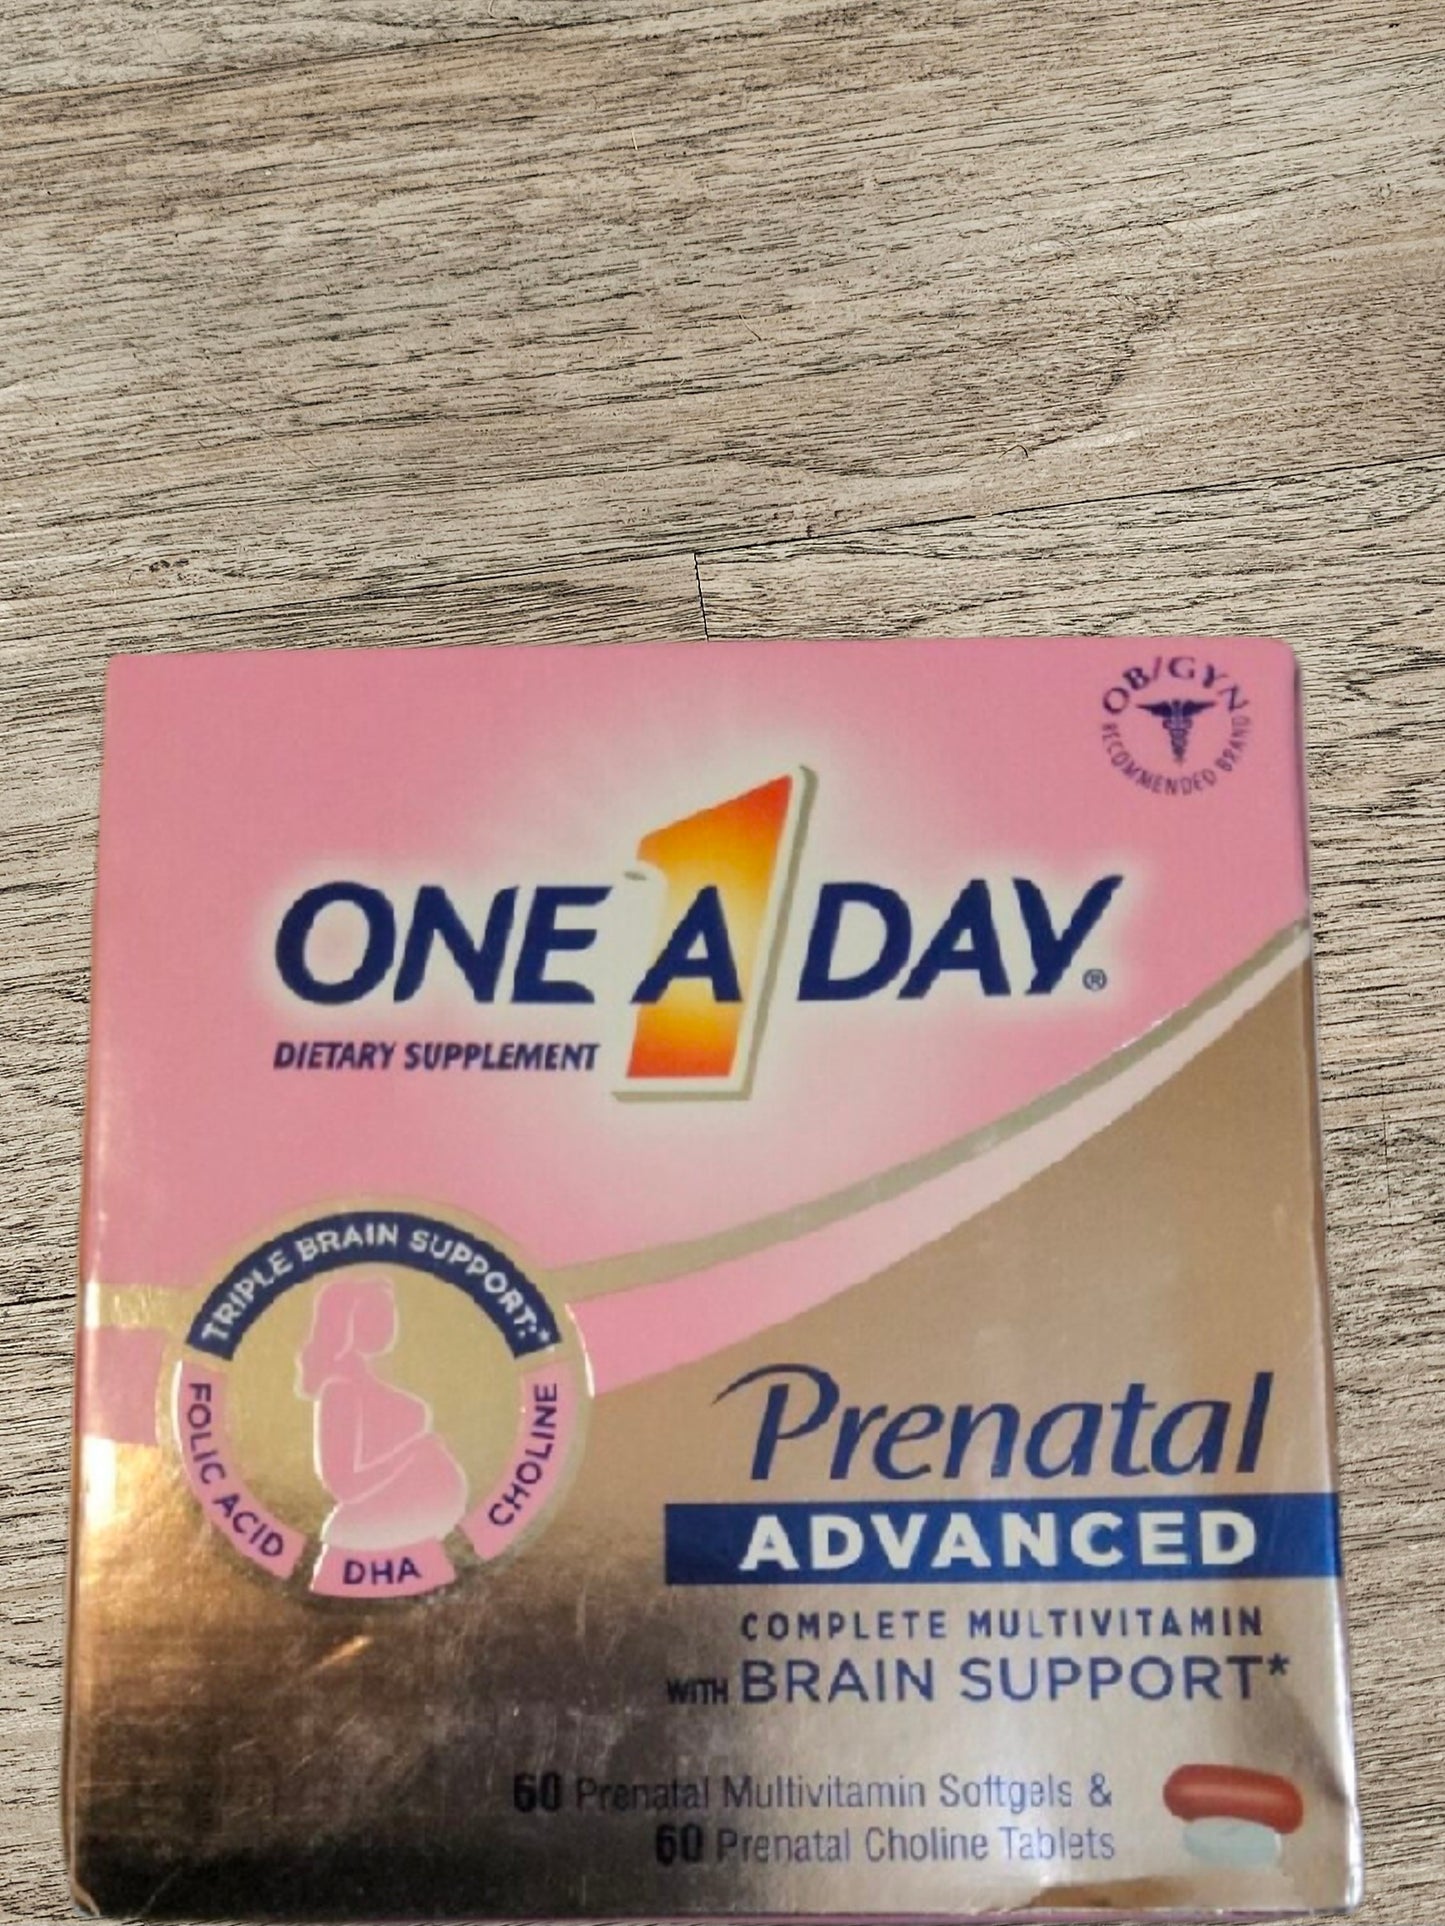 OB/GYN
RECOMMENDED BRAND
ONE A DAY®
DIETARY SUPPLEMENT
TRIPLE BRAIN SUPPORT:*
FOLIC ACID
DHA
CHOLINE
Prenatal
ADVANCED
COMPLETE MULTIVITAMIN
WITH BRAIN SUPPORT*
60 Prenatal Multivitamin Softgels &
60 Prenatal Choline Tablets